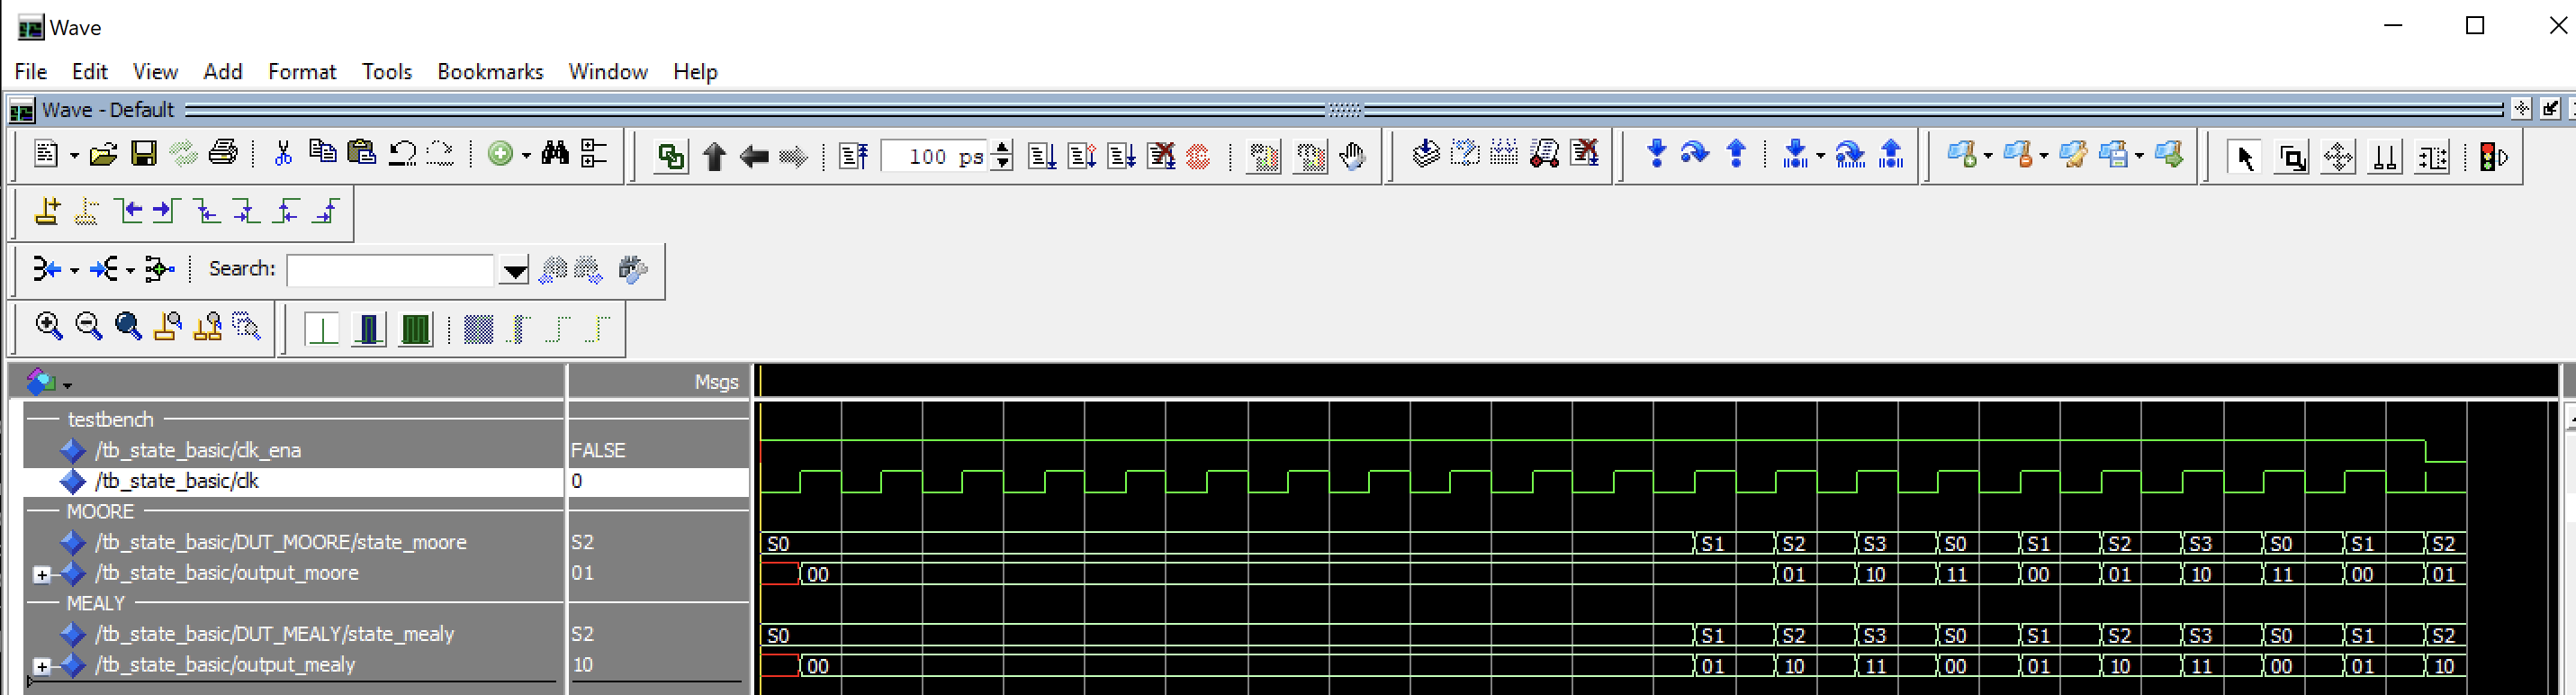 Wave
File Edit View Add Format Tools Bookmarks Window Help
Wave - Default
100 ps
Search:
Msgs
testbench
/tb_state_basic/clk_ena FALSE
/tb_state_basic/clk 0
MOORE
/tb_state_basic/DUT_MOORE/state_moore S2 S0 S1 S2 S3 S0 S1 S2 S3 S0 S1 S2
/tb_state_basic/output_moore 01 00 01 10 11 00 01 10 11 00 01
MEALY
/tb_state_basic/DUT_MEALY/state_mealy S2 S0 S1 S2 S3 S0 S1 S2 S3 S0 S1 S2
/tb_state_basic/output_mealy 10 00 01 10 11 00 01 10 11 00 01 10